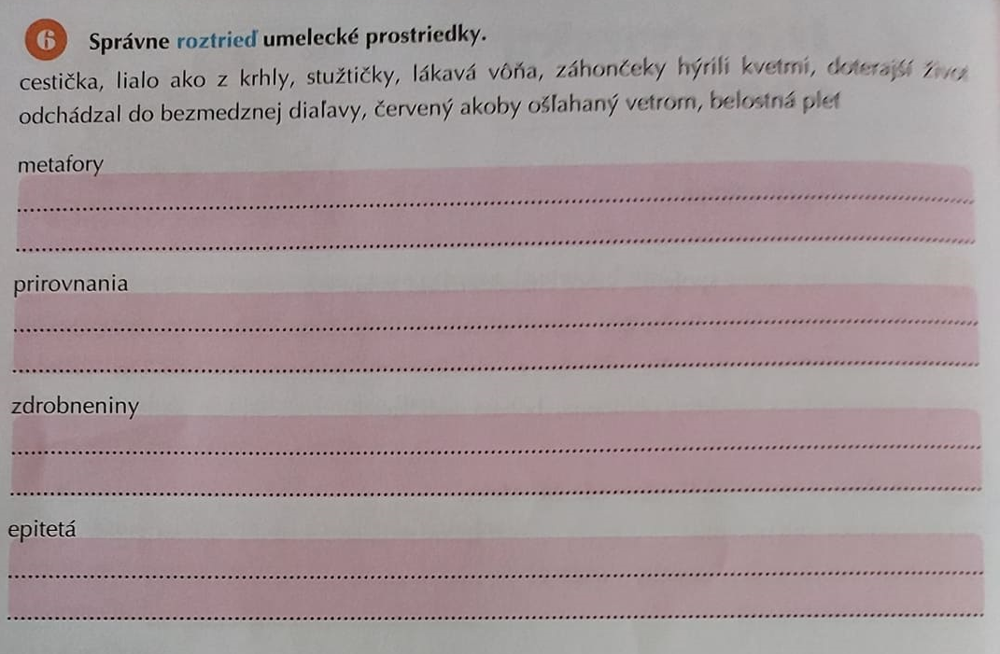 6 Správne roztrieď umelecké prostriedky.
cestička, lialo ako z krhly, stužtičky, lákavá vôňa, záhončeky hýrili kvetmi, doterajší život
odchádzal do bezmedznej diaľavy, červený akoby ošľahaný vetrom, belostná pleť
metafory
prirovnania
zdrobneniny
epitetá